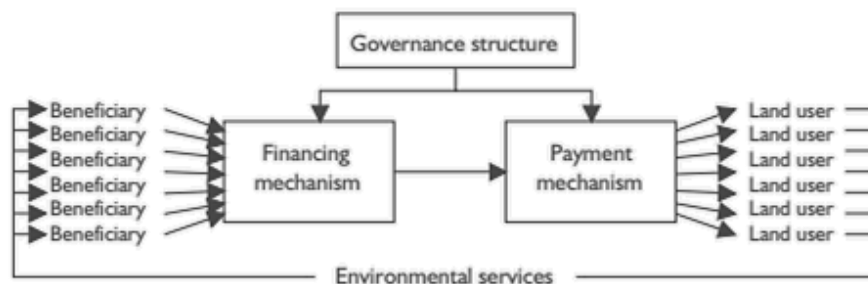 Governance structure
Beneficiary
Beneficiary
Beneficiary
Beneficiary
Beneficiary
Beneficiary
Financing
mechanism
Payment
mechanism
Land user
Land user
Land user
Land user
Land user
Land user
Environmental services